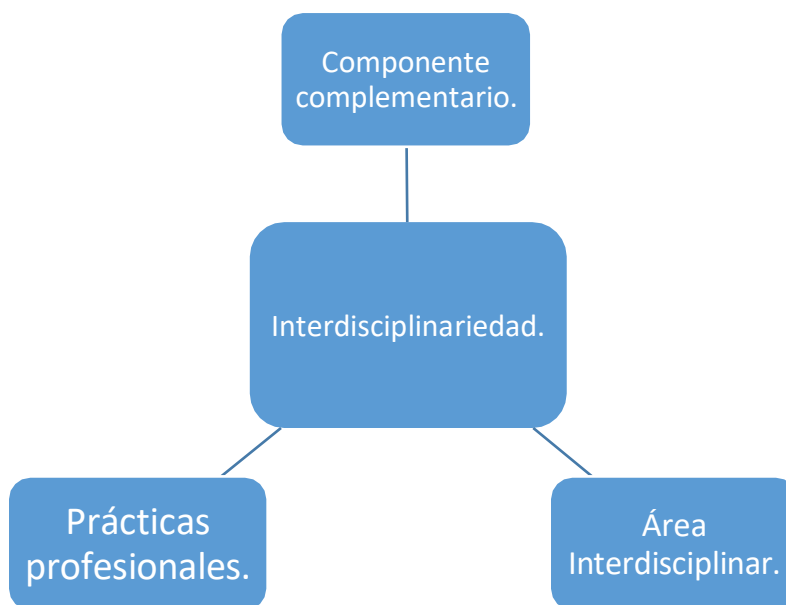 Componente
complementario.
Interdisciplinariedad.
Prácticas
profesionales.
Área
Interdisciplinar.